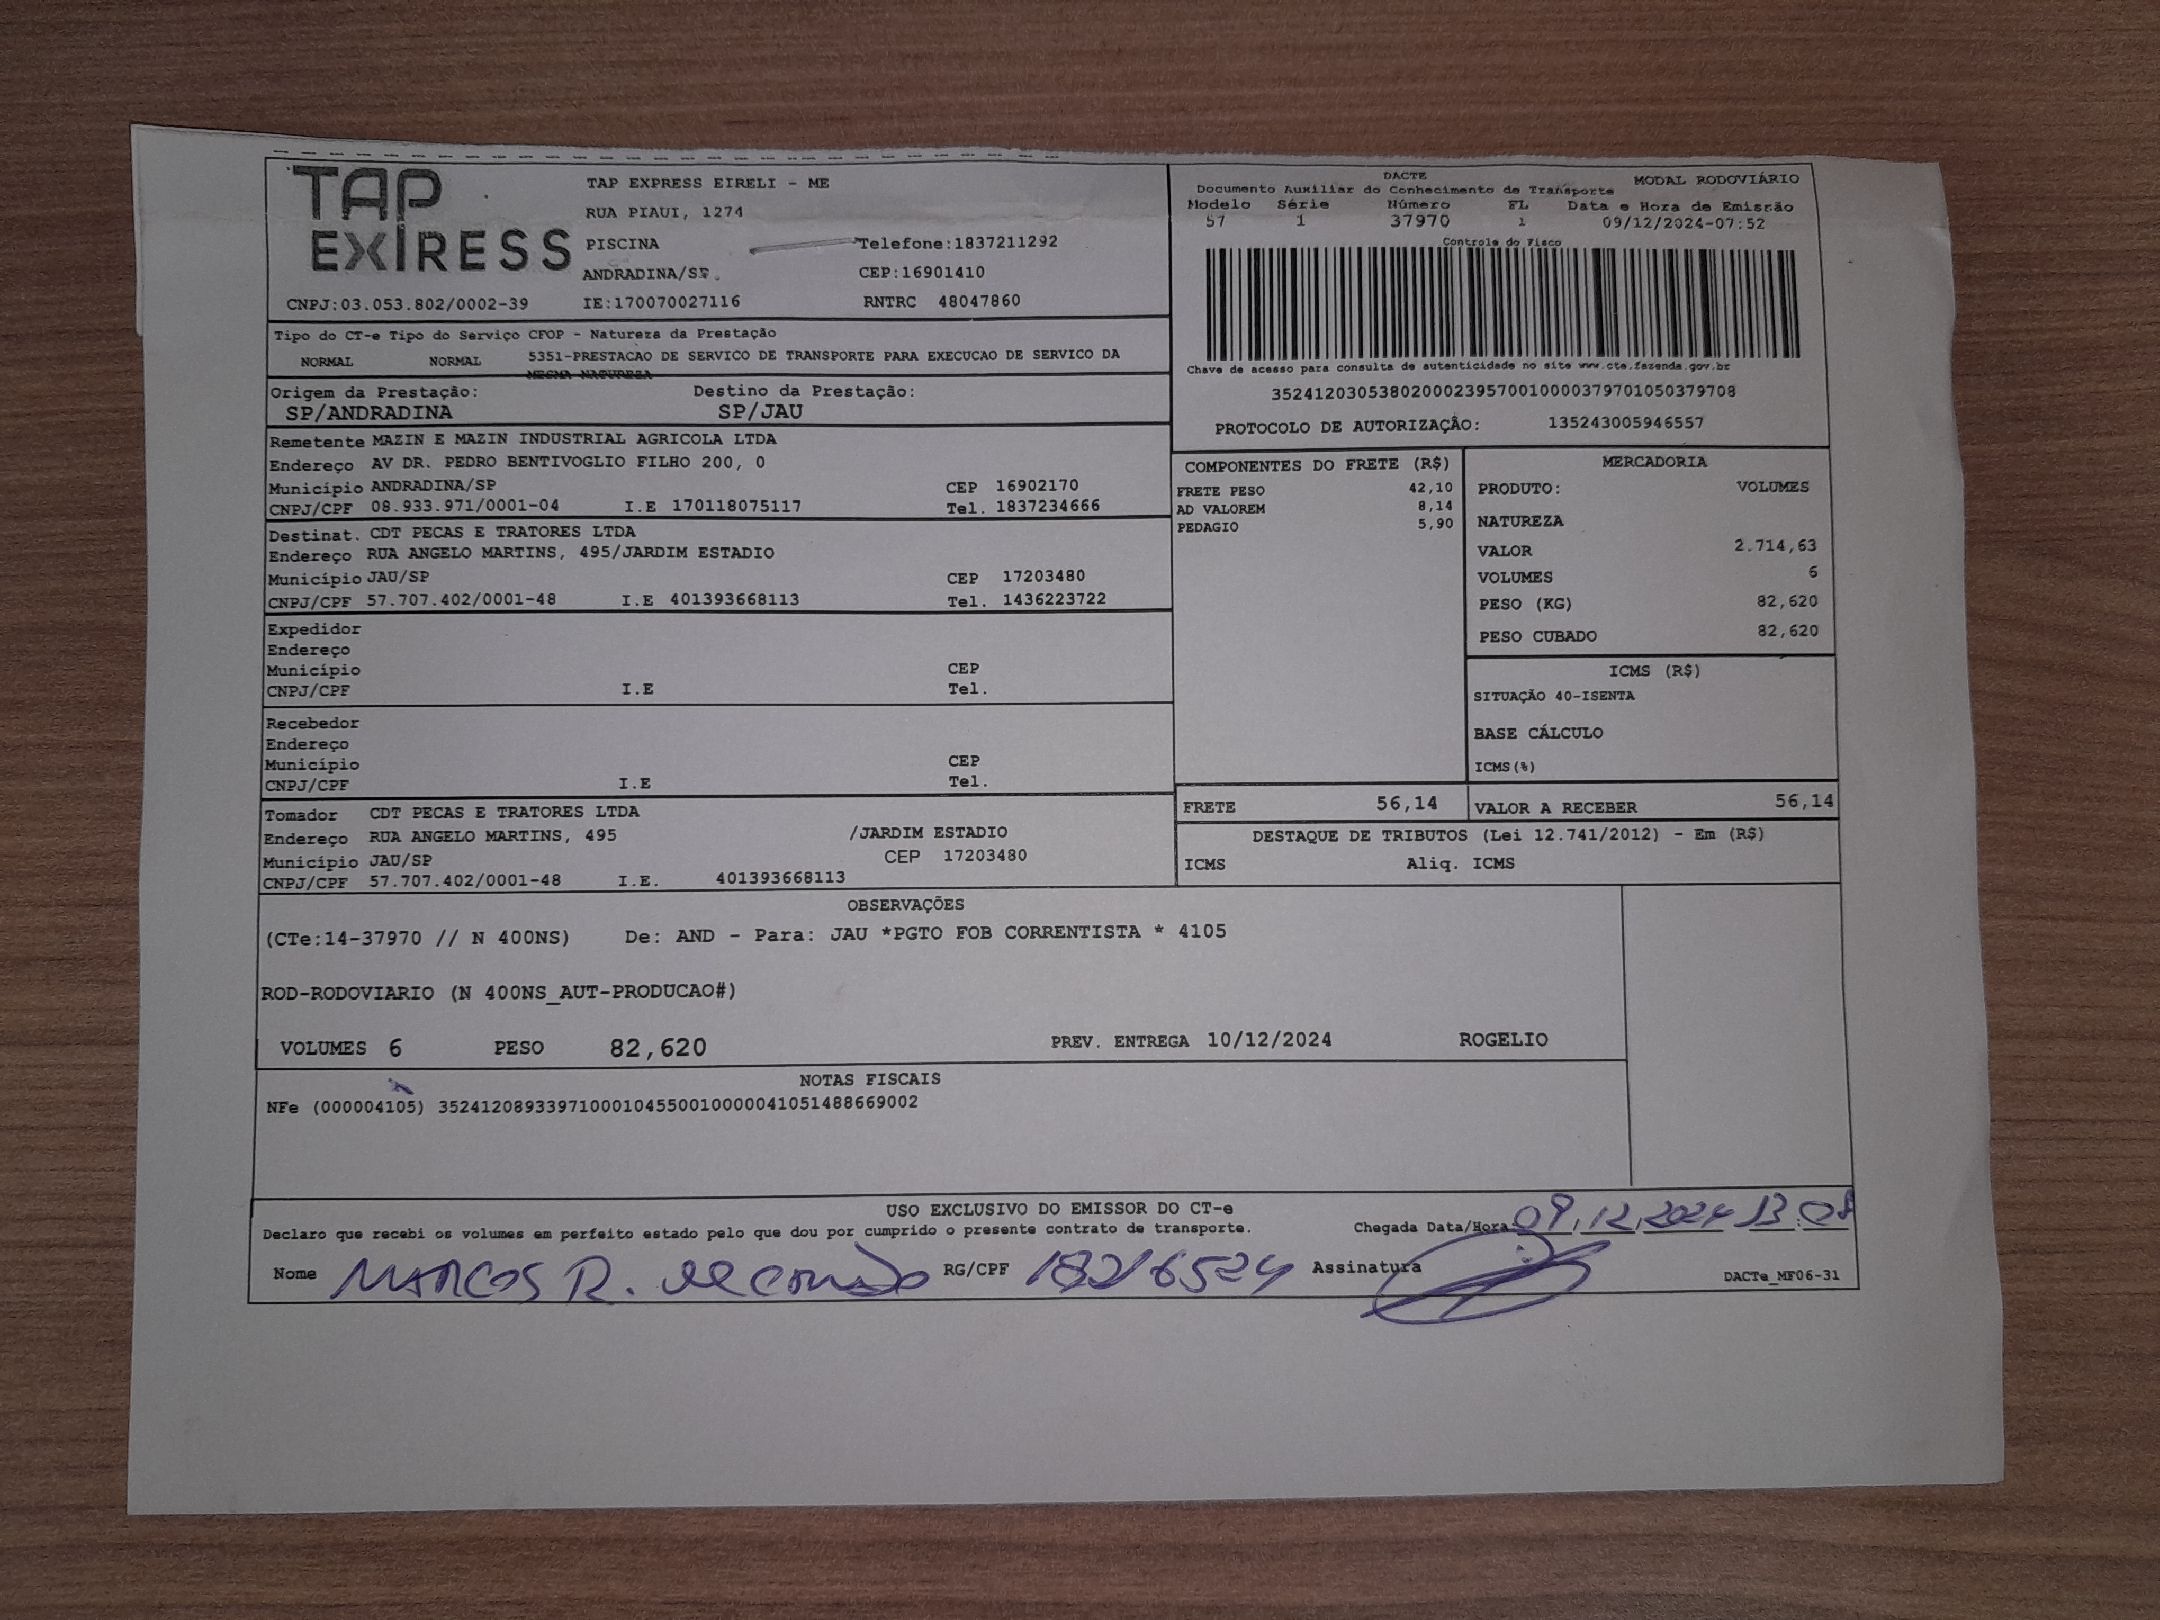 TAP EXPRESS
TAP EXPRESS EIRELI - ME
RUA PIAUI, 1274
PISCINA Telefone:1837211292
ANDRADINA/SP. CEP:16901410
CNPJ:03.053.802/0002-39 IE:170070027116 RNTRC 48047860
DACTE MODAL RODOVIÁRIO
Documento Auxiliar do Conhecimento de Transporte
Modelo Série Número FL Data e Hora de Emissão
57 1 37970 1 09/12/2024-07:52
Controle do Fisco
Chave de acesso para consulta de autenticidade no site www.cte.fazenda.gov.br
35241203053802000239570010000379701050379708
PROTOCOLO DE AUTORIZAÇÃO: 135243005946557
Tipo do CT-e Tipo do Serviço CFOP - Natureza da Prestação
NORMAL NORMAL 5351-PRESTACAO DE SERVICO DE TRANSPORTE PARA EXECUCAO DE SERVICO DA
MESMA NATUREZA
Origem da Prestação: Destino da Prestação:
SP/ANDRADINA SP/JAU
Remetente MAZIN E MAZIN INDUSTRIAL AGRICOLA LTDA
Endereço AV DR. PEDRO BENTIVOGLIO FILHO 200, 0
Município ANDRADINA/SP CEP 16902170
CNPJ/CPF 08.933.971/0001-04 I.E 170118075117 Tel. 1837234666
Destinat. CDT PECAS E TRATORES LTDA
Endereço RUA ANGELO MARTINS, 495/JARDIM ESTADIO
Município JAU/SP CEP 17203480
CNPJ/CPF 57.707.402/0001-48 I.E 401393668113 Tel. 1436223722
Expedidor
Endereço
Município CEP
CNPJ/CPF I.E Tel.
Recebedor
Endereço
Município CEP
CNPJ/CPF I.E Tel.
Tomador CDT PECAS E TRATORES LTDA
Endereço RUA ANGELO MARTINS, 495 /JARDIM ESTADIO
Município JAU/SP CEP 17203480
CNPJ/CPF 57.707.402/0001-48 I.E. 401393668113
COMPONENTES DO FRETE (R$)
FRETE PESO 42,10
AD VALOREM 8,14
PEDAGIO 5,90
MERCADORIA
PRODUTO: VOLUMES
NATUREZA
VALOR 2.714,63
VOLUMES 6
PESO (KG) 82,620
PESO CUBADO 82,620
ICMS (R$)
SITUAÇÃO 40-ISENTA
BASE CÁLCULO
ICMS(%)
FRETE 56,14 VALOR A RECEBER 56,14
DESTAQUE DE TRIBUTOS (Lei 12.741/2012) - Em (R$)
ICMS Aliq. ICMS
OBSERVAÇÕES
(CTe:14-37970 // N 400NS) De: AND - Para: JAU *PGTO FOB CORRENTISTA * 4105
ROD-RODOVIARIO (N 400NS_AUT-PRODUCAO#)
VOLUMES 6 PESO 82,620 PREV. ENTREGA 10/12/2024 ROGELIO
NOTAS FISCAIS
NFe (000004105) 35241208933971000104550010000041051488669002
USO EXCLUSIVO DO EMISSOR DO CT-e
Declaro que recebi os volumes em perfeito estado pelo que dou por cumprido o presente contrato de transporte. Chegada Data/Hora: 09.12.2024 13:08
Nome MARCOS R. RG/CPF 18216524 Assinatura
DACTe_MF06-31